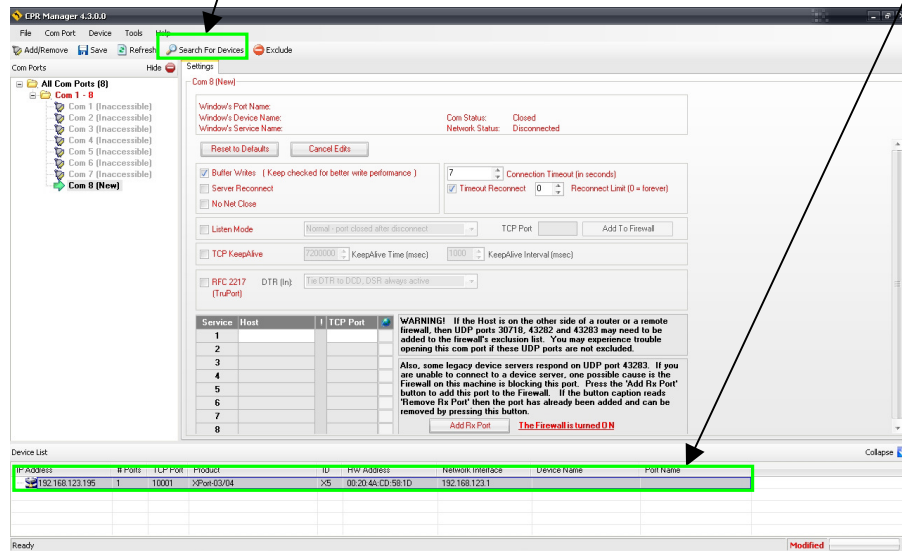 CPR Manager 4.3.0.0
File Com Port Device Tools Help
Add/Remove Save Refresh Search For Devices Exclude
Com Ports Hide
Settings
All Com Ports (8)
Com 1 - 8
Com 1 (Inaccessible)
Com 2 (Inaccessible)
Com 3 (Inaccessible)
Com 4 (Inaccessible)
Com 5 (Inaccessible)
Com 6 (Inaccessible)
Com 7 (Inaccessible)
Com 8 (New)
Com 8 (New)
Window's Port Name:
Window's Device Name: Com Status: Closed
Window's Service Name: Network Status: Disconnected
Reset to Defaults Cancel Edits
Buffer Writes ( Keep checked for better write performance ) 7 Connection Timeout (in seconds)
Server Reconnect Timeout Reconnect 0 Reconnect Limit (0 = forever)
No Net Close
Listen Mode Normal - port closed after disconnect TCP Port Add To Firewall
TCP KeepAlive 7200000 KeepAlive Time (msec) 1000 KeepAlive Interval (msec)
RFC 2217 DTR (In): Tie DTR to DCD, DSR always active
(TruPort)
Service Host ! TCP Port
1
2
3
4
5
6
7
8
WARNING! If the Host is on the other side of a router or a remote
firewall, then UDP ports 30718, 43282 and 43283 may need to be
added to the firewall's exclusion list. You may experience trouble
opening this com port if these UDP ports are not excluded.
Also, some legacy device servers respond on UDP port 43283. If you
are unable to connect to a device server, one possible cause is the
Firewall on this machine is blocking this port. Press the 'Add Rx Port'
button to add this port to the Firewall. If the button caption reads
'Remove Rx Port' then the port has already been added and can be
removed by pressing this button.
Add Rx Port The Firewall is turned ON
Device List Collapse
IP Address # Ports TCP Port Product ID HW Address Network Interface Device Name Port Name
192.168.123.195 1 10001 XPort-03/04 X5 00:20:4A:CD:58:1D 192.168.123.1
Ready Modified